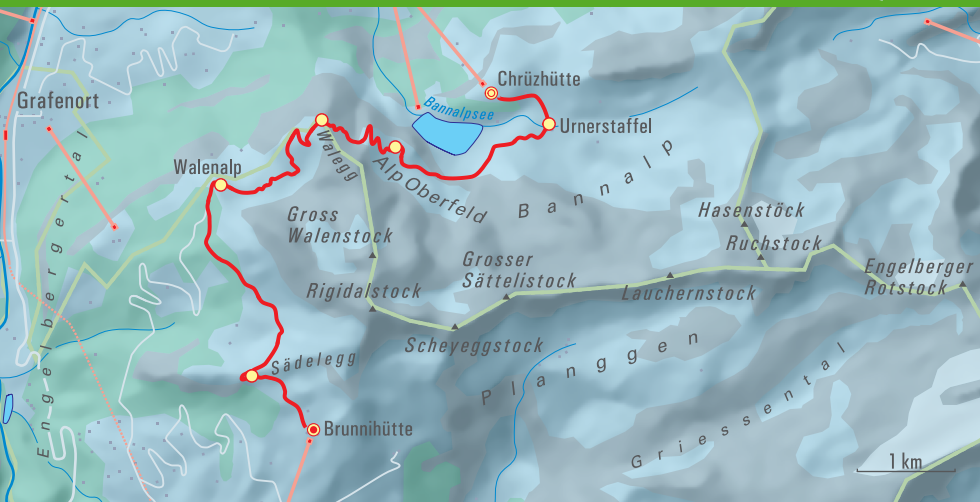 Chrüzhütte
Grafenort
Bannalpsee
Urnerstaffel
Walegg
Walenalp
Alp Oberfeld
Bannalp
Engelbergertal
Gross
Walenstock
Hasenstöck
Ruchstock
Grosser
Sättelistock
Engelberger
Rotstock
Rigidalstock
Lauchernstock
Scheyeggstock
Planggen
Sädelegg
Griessental
Brunnihütte
1 km